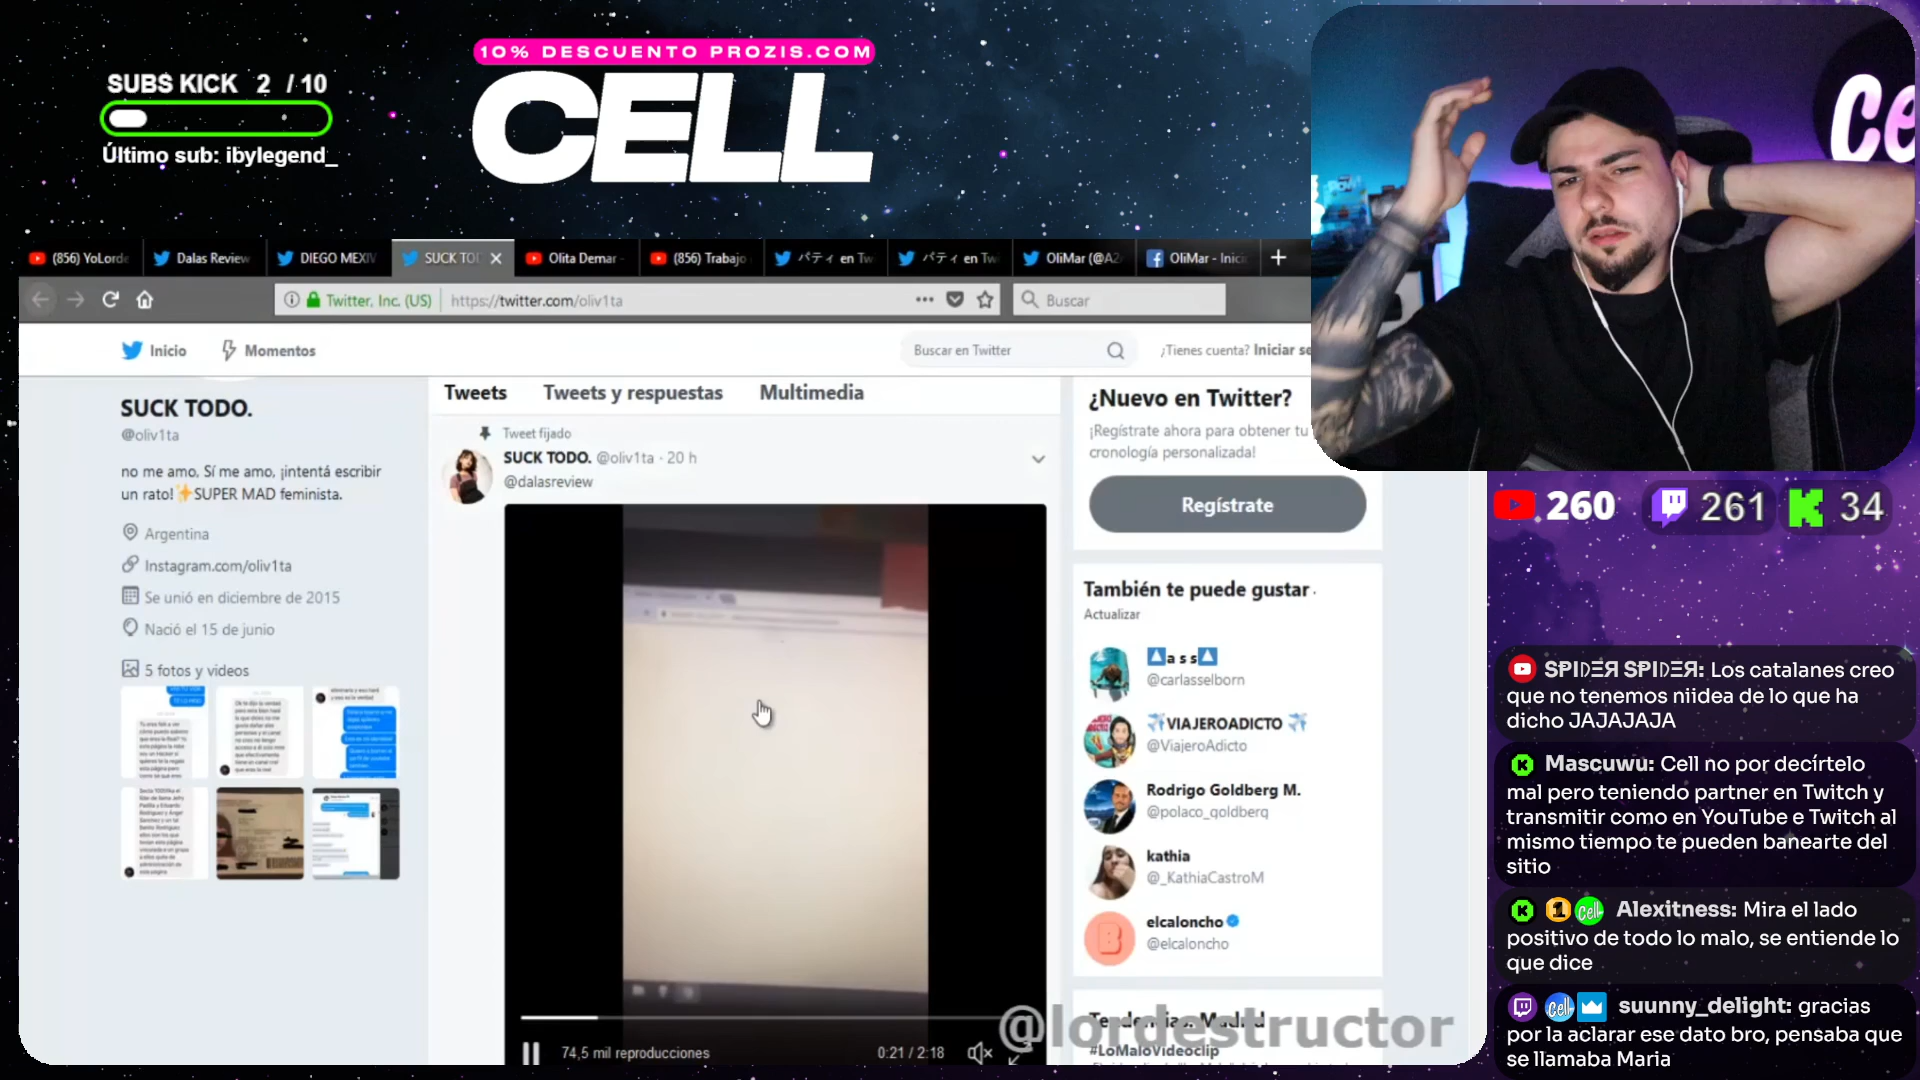 10% DESCUENTO PROZIS.COM
CELL
SUBS KICK 2 / 10
Último sub: ibylegend_
Ce
(856) YoLorde
Dalas Review
DIEGO MEXIV
SUCK TO
Olita Demar -
(856) Trabajo
パティ en Tw
パティ en Tw
OliMar (@A2
OliMar - Inici
Twitter, Inc. (US)
https://twitter.com/oliv1ta
Buscar
Inicio
Momentos
Buscar en Twitter
¿Tienes cuenta? Iniciar se
SUCK TODO.
@oliv1ta
no me amo, Sí me amo, ¡intentá escribir
un rato! ✨SUPER MAD feminista.
Argentina
Instagram.com/oliv1ta
Se unió en diciembre de 2015
Nació el 15 de junio
5 fotos y videos
Tweets
Tweets y respuestas
Multimedia
Tweet fijado
SUCK TODO. @oliv1ta · 20 h
@dalasreview
74,5 mil reproducciones
0:21 / 2:18
¿Nuevo en Twitter?
¡Regístrate ahora para obtener tu
cronología personalizada!
Regístrate
También te puede gustar
Actualizar
a s s
@carlasselborn
VIAJEROADICTO
@ViajeroAdicto
Rodrigo Goldberg M.
@polaco_goldberg
kathia
@_KathiaCastroM
elcaloncho
@elcaloncho
Tendencias: Madrid
#LoMaloVideoclip
@lordestructor
260
261
34
SPIDER SPIDER: Los catalanes creo
que no tenemos niidea de lo que ha
dicho JAJAJAJA
Mascuwu: Cell no por decírtelo
mal pero teniendo partner en Twitch y
transmitir como en YouTube e Twitch al
mismo tiempo te pueden banearte del
sitio
Alexitness: Mira el lado
positivo de todo lo malo, se entiende lo
que dice
suunny_delight: gracias
por la aclarar ese dato bro, pensaba que
se llamaba Maria